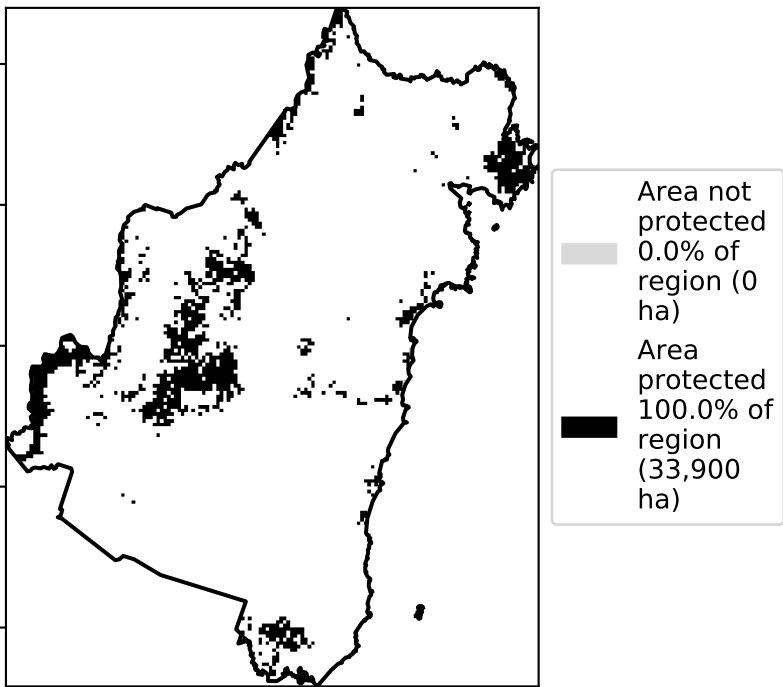 Area not
protected
0.0% of
region (0
ha)
Area
protected
100.0% of
region
(33,900
ha)